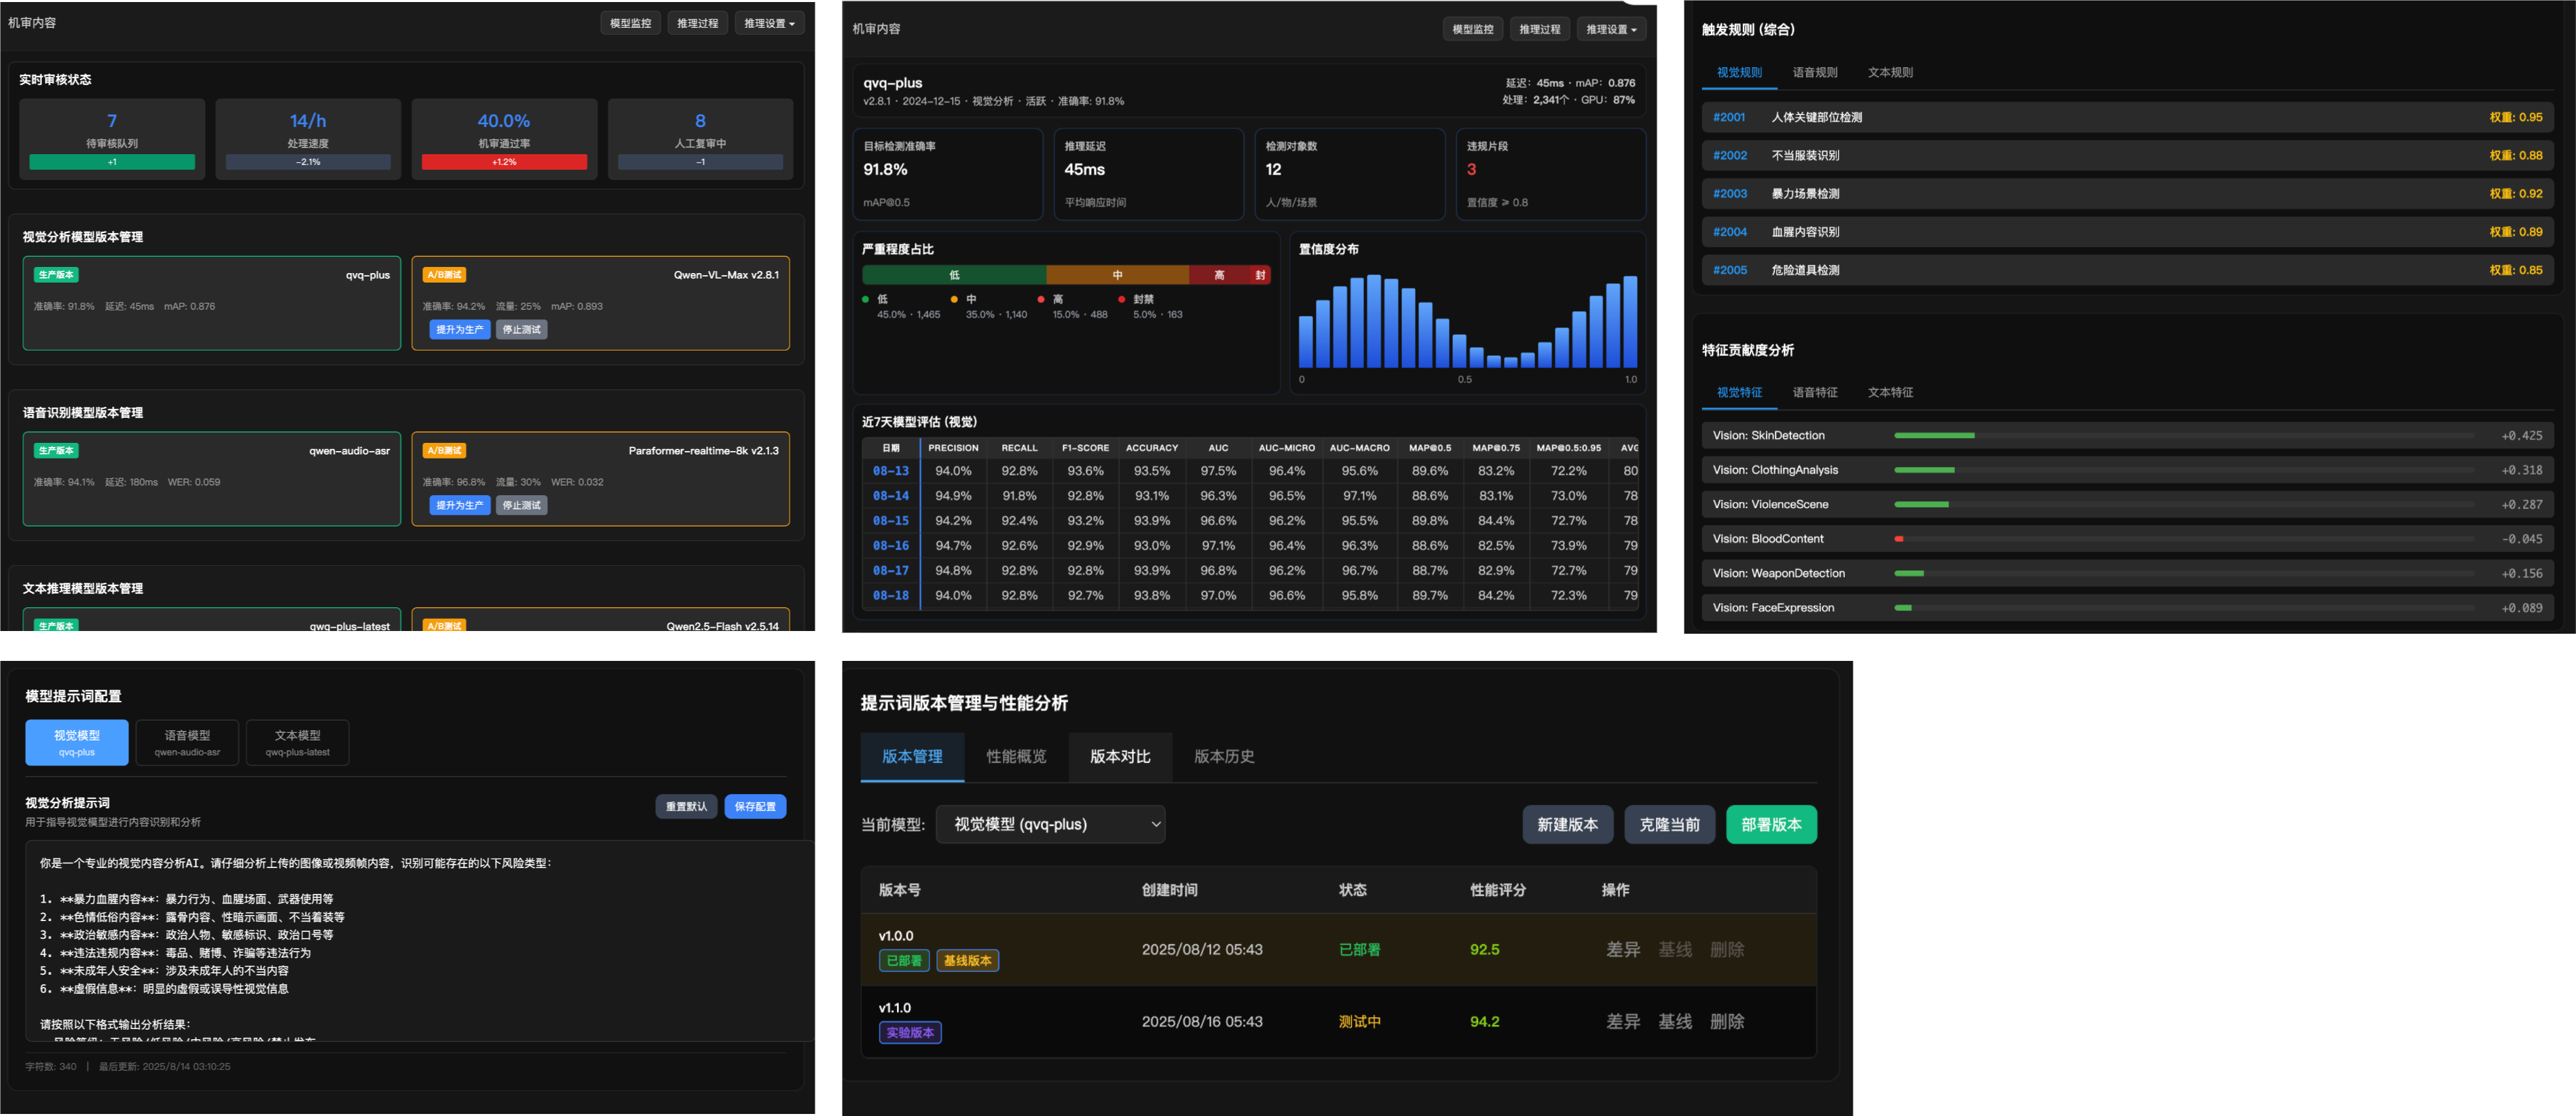 机审内容
模型监控 推理过程 推理设置
实时审核状态
7 14/h 40.0% 8
待审核队列 处理速度 机审通过率 人工复审中
+1 -2.1% +1.2% -1
视觉分析模型版本管理
生产版本 qvq-plus
准确率: 91.8% 延迟: 45ms mAP: 0.876
A/B测试 Qwen-VL-Max v2.8.1
准确率: 94.2% 流量: 25% mAP: 0.893
提升为生产 停止测试
语音识别模型版本管理
生产版本 qwen-audio-asr
准确率: 94.1% 延迟: 180ms WER: 0.059
A/B测试 Paraformer-realtime-8k v2.1.3
准确率: 96.8% 流量: 30% WER: 0.032
提升为生产 停止测试
文本推理模型版本管理
生产版本 qwq-plus-latest
A/B测试 Qwen2.5-Flash v2.5.14
机审内容
模型监控 推理过程 推理设置
qvq-plus
v2.8.1 · 2024-12-15 · 视觉分析 · 活跃 · 准确率: 91.8%
延迟: 45ms · mAP: 0.876
处理: 2,341个 · GPU: 87%
目标检测准确率 推理延迟 检测对象数 违规片段
91.8% 45ms 12 3
mAP@0.5 平均响应时间 人/物/场景 置信度 ≥ 0.8
严重程度占比
低 中 高 封
低 中 高 封禁
45.0% · 1,465 35.0% · 1,140 15.0% · 488 5.0% · 163
置信度分布
0 0.5 1.0
近7天模型评估 (视觉)
日期 PRECISION RECALL F1-SCORE ACCURACY AUC AUC-MICRO AUC-MACRO MAP@0.5 MAP@0.75 MAP@0.5:0.95 AVG
08-13 94.0% 92.8% 93.6% 93.5% 97.5% 96.4% 95.6% 89.6% 83.2% 72.2% 80
08-14 94.9% 91.8% 92.8% 93.1% 96.3% 96.5% 97.1% 88.6% 83.1% 73.0% 78
08-15 94.2% 92.4% 93.2% 93.9% 96.6% 96.2% 95.5% 89.8% 84.4% 72.7% 78
08-16 94.7% 92.6% 92.9% 93.0% 97.1% 96.4% 96.3% 88.6% 82.5% 73.9% 79
08-17 94.8% 92.8% 92.8% 93.9% 96.8% 96.2% 96.7% 88.7% 82.9% 72.7% 79
08-18 94.0% 92.8% 92.7% 93.8% 97.0% 96.6% 95.8% 89.7% 84.2% 72.3% 79
触发规则 (综合)
视觉规则 语音规则 文本规则
#2001 人体关键部位检测 权重: 0.95
#2002 不当服装识别 权重: 0.88
#2003 暴力场景检测 权重: 0.92
#2004 血腥内容识别 权重: 0.89
#2005 危险道具检测 权重: 0.85
特征贡献度分析
视觉特征 语音特征 文本特征
Vision: SkinDetection +0.425
Vision: ClothingAnalysis +0.318
Vision: ViolenceScene +0.287
Vision: BloodContent -0.045
Vision: WeaponDetection +0.156
Vision: FaceExpression +0.089
模型提示词配置
视觉模型 语音模型 文本模型
qvq-plus qwen-audio-asr qwq-plus-latest
视觉分析提示词
用于指导视觉模型进行内容识别和分析
重置默认 保存配置
你是一个专业的视觉内容分析AI。请仔细分析上传的图像或视频帧内容，识别可能存在的以下风险类型:
1. **暴力血腥内容**: 暴力行为、血腥场面、武器使用等
2. **色情低俗内容**: 露骨内容、性暗示画面、不当着装等
3. **政治敏感内容**: 政治人物、敏感标识、政治口号等
4. **违法违规内容**: 毒品、赌博、诈骗等违法行为
5. **未成年人安全**: 涉及未成年人的不当内容
6. **虚假信息**: 明显的虚假或误导性视觉信息
请按照以下格式输出分析结果:
字符数: 340 | 最后更新: 2025/8/14 03:10:25
提示词版本管理与性能分析
版本管理 性能概览 版本对比 版本历史
当前模型: 视觉模型 (qvq-plus) 新建版本 克隆当前 部署版本
版本号 创建时间 状态 性能评分 操作
v1.0.0
已部署 基线版本
2025/08/12 05:43 已部署 92.5 差异 基线 删除
v1.1.0
实验版本
2025/08/16 05:43 测试中 94.2 差异 基线 删除